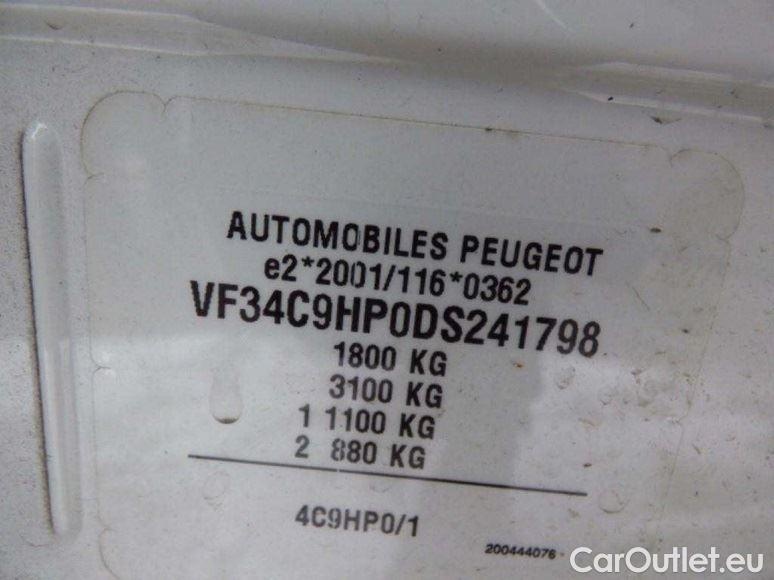 AUTOMOBILES PEUGEOT
e2*2001/116*0362
VF34C9HP0DS241798
1800 KG
3100 KG
1 1100 KG
2 880 KG
4C9HP0/1
200444076
CarOutlet.eu